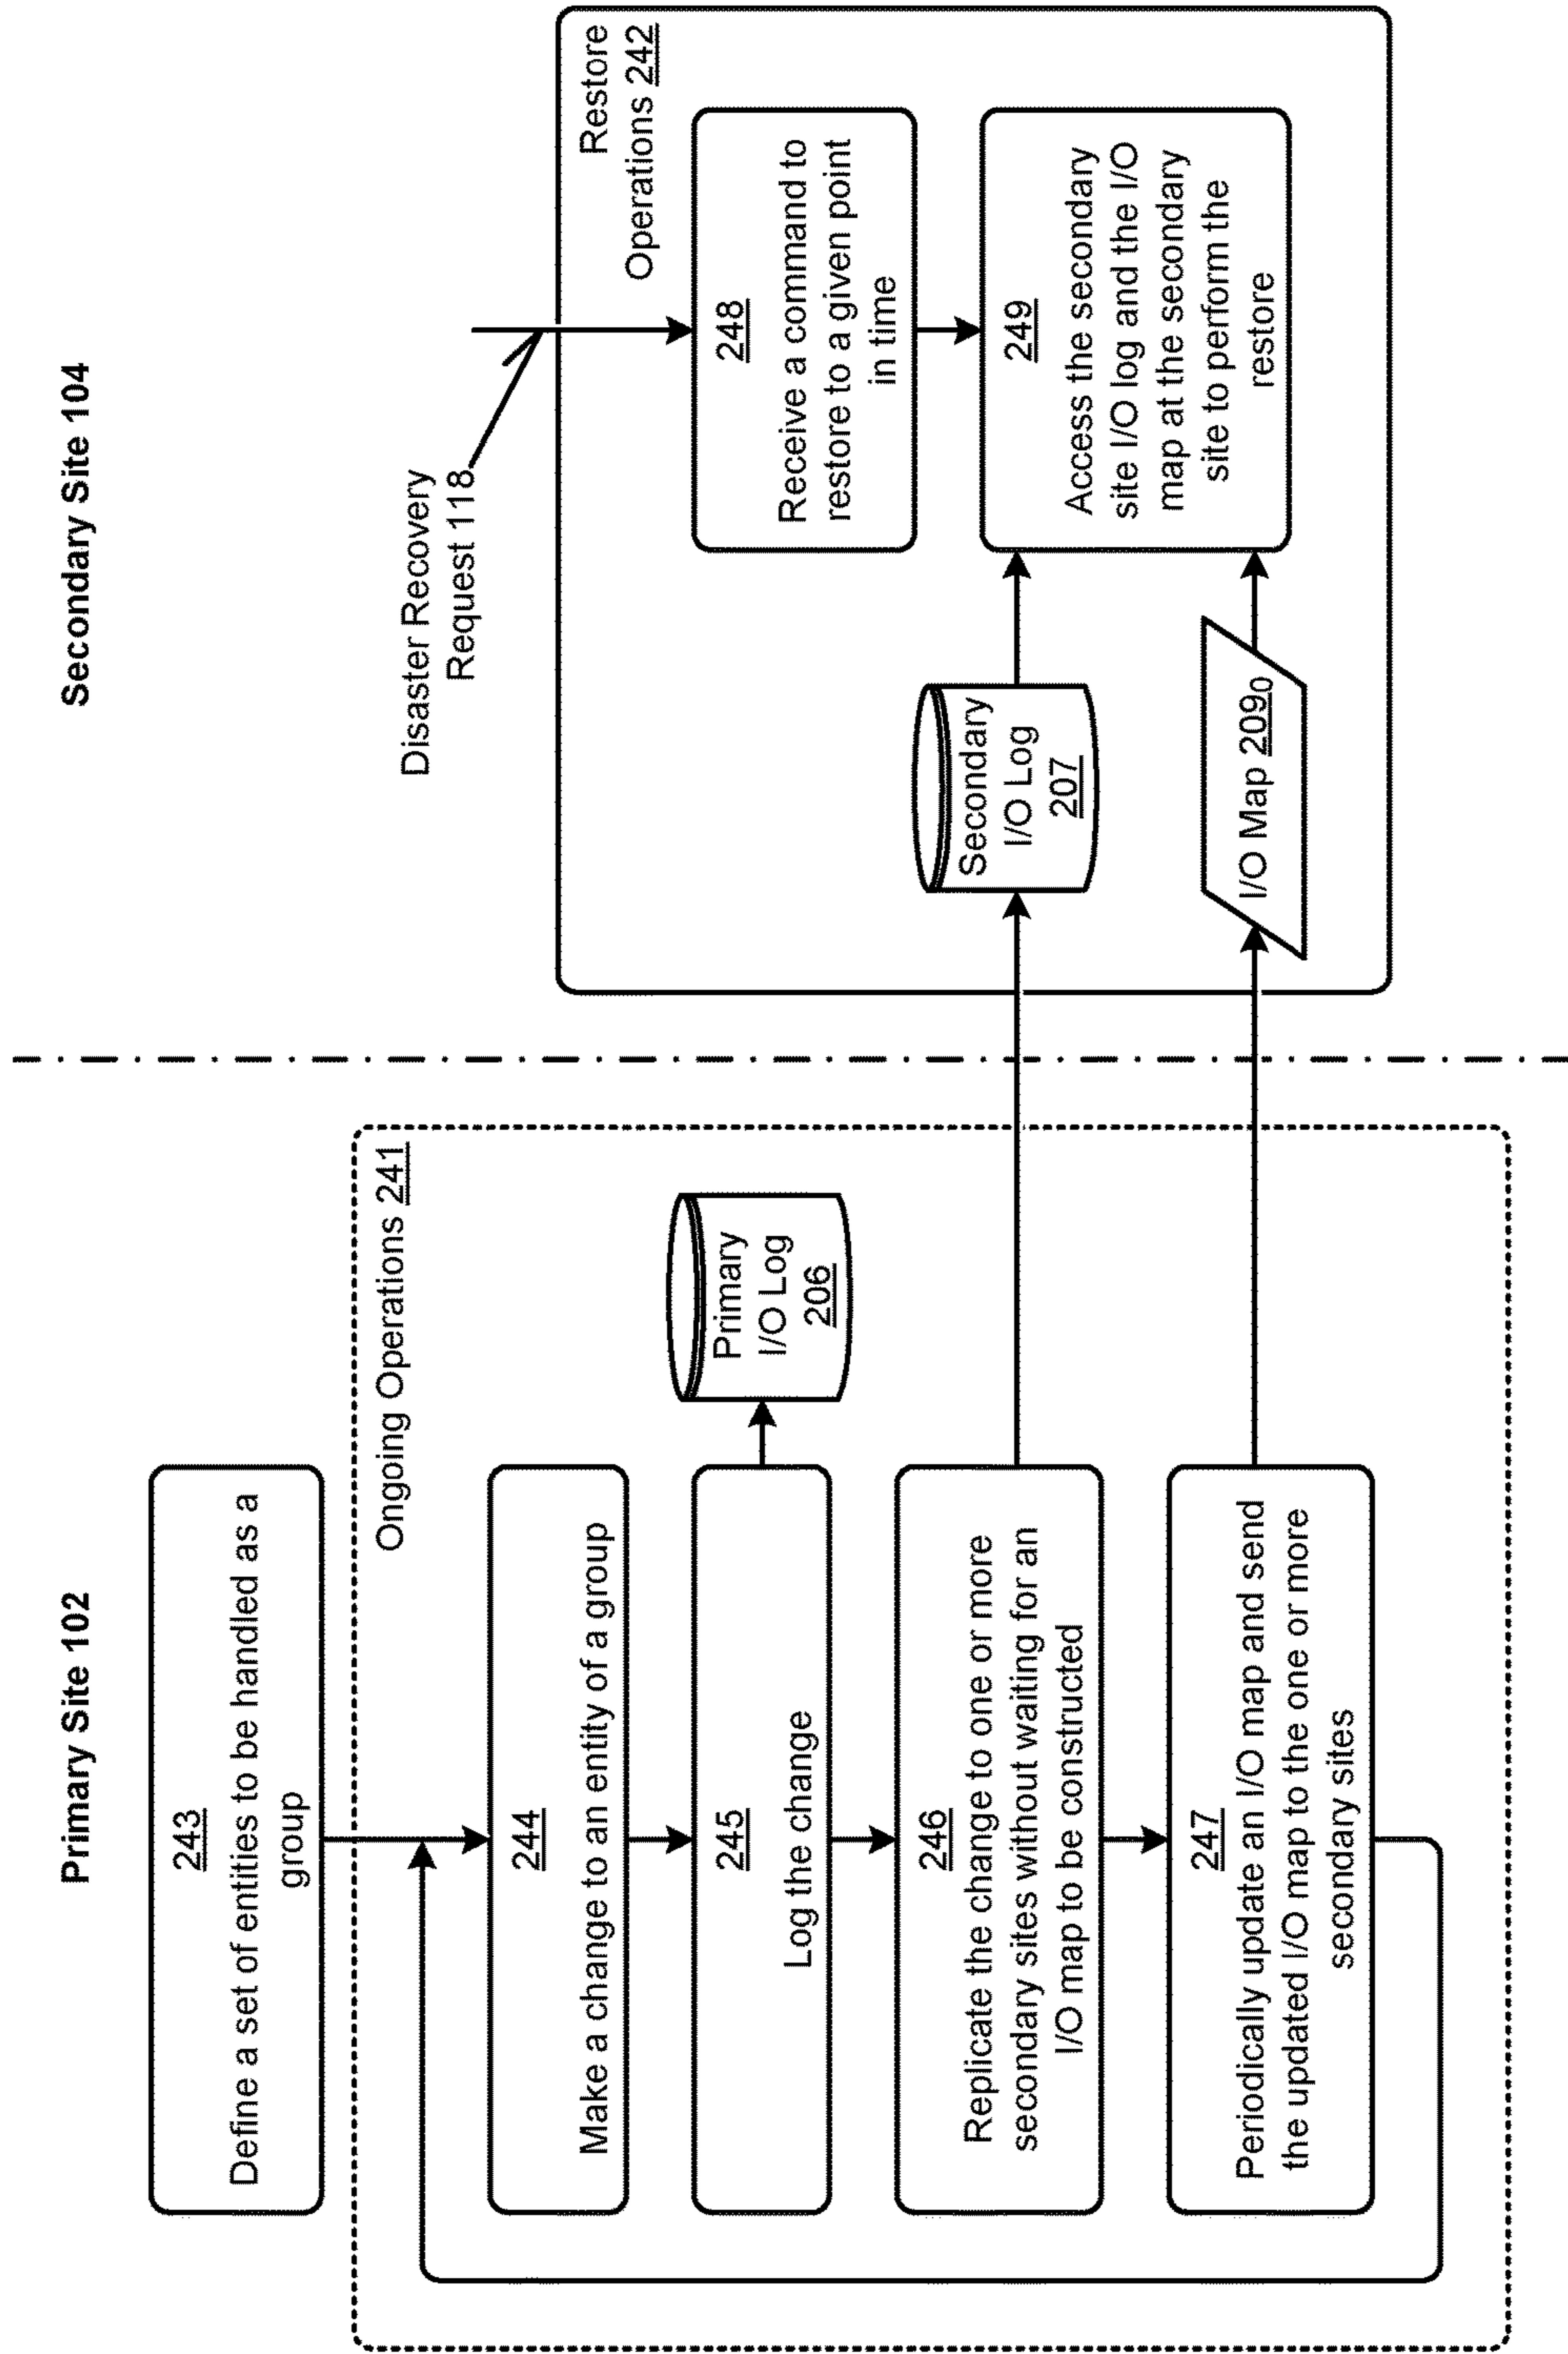 Primary Site 102
243
Define a set of entities to be handled as a
group
Ongoing Operations 241
244
Make a change to an entity of a group
245
Log the change
Primary
I/O Log
206
246
Replicate the change to one or more
secondary sites without waiting for an
I/O map to be constructed
247
Periodically update an I/O map and send
the updated I/O map to the one or more
secondary sites
Secondary Site 104
Disaster Recovery
Request 118
Restore
Operations 242
248
Receive a command to
restore to a given point
in time
Secondary
I/O Log
207
249
Access the secondary
site I/O log and the I/O
map at the secondary
site to perform the
restore
I/O Map 209₀